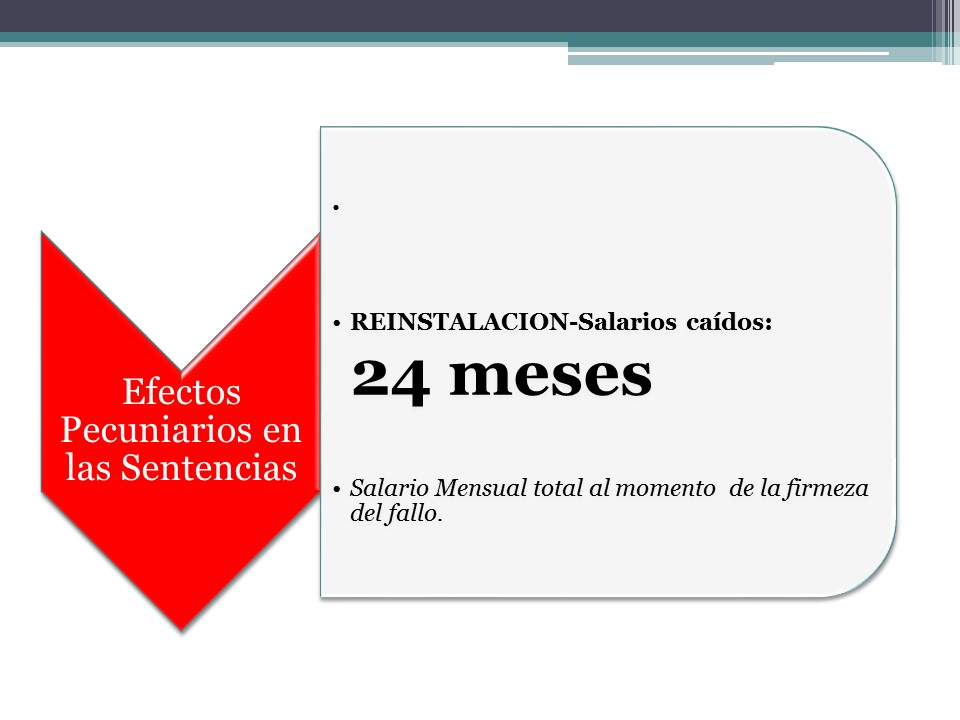 Efectos
Pecuniarios en
las Sentencias
•
• REINSTALACION-Salarios caídos:
24 meses
• Salario Mensual total al momento de la firmeza
del fallo.